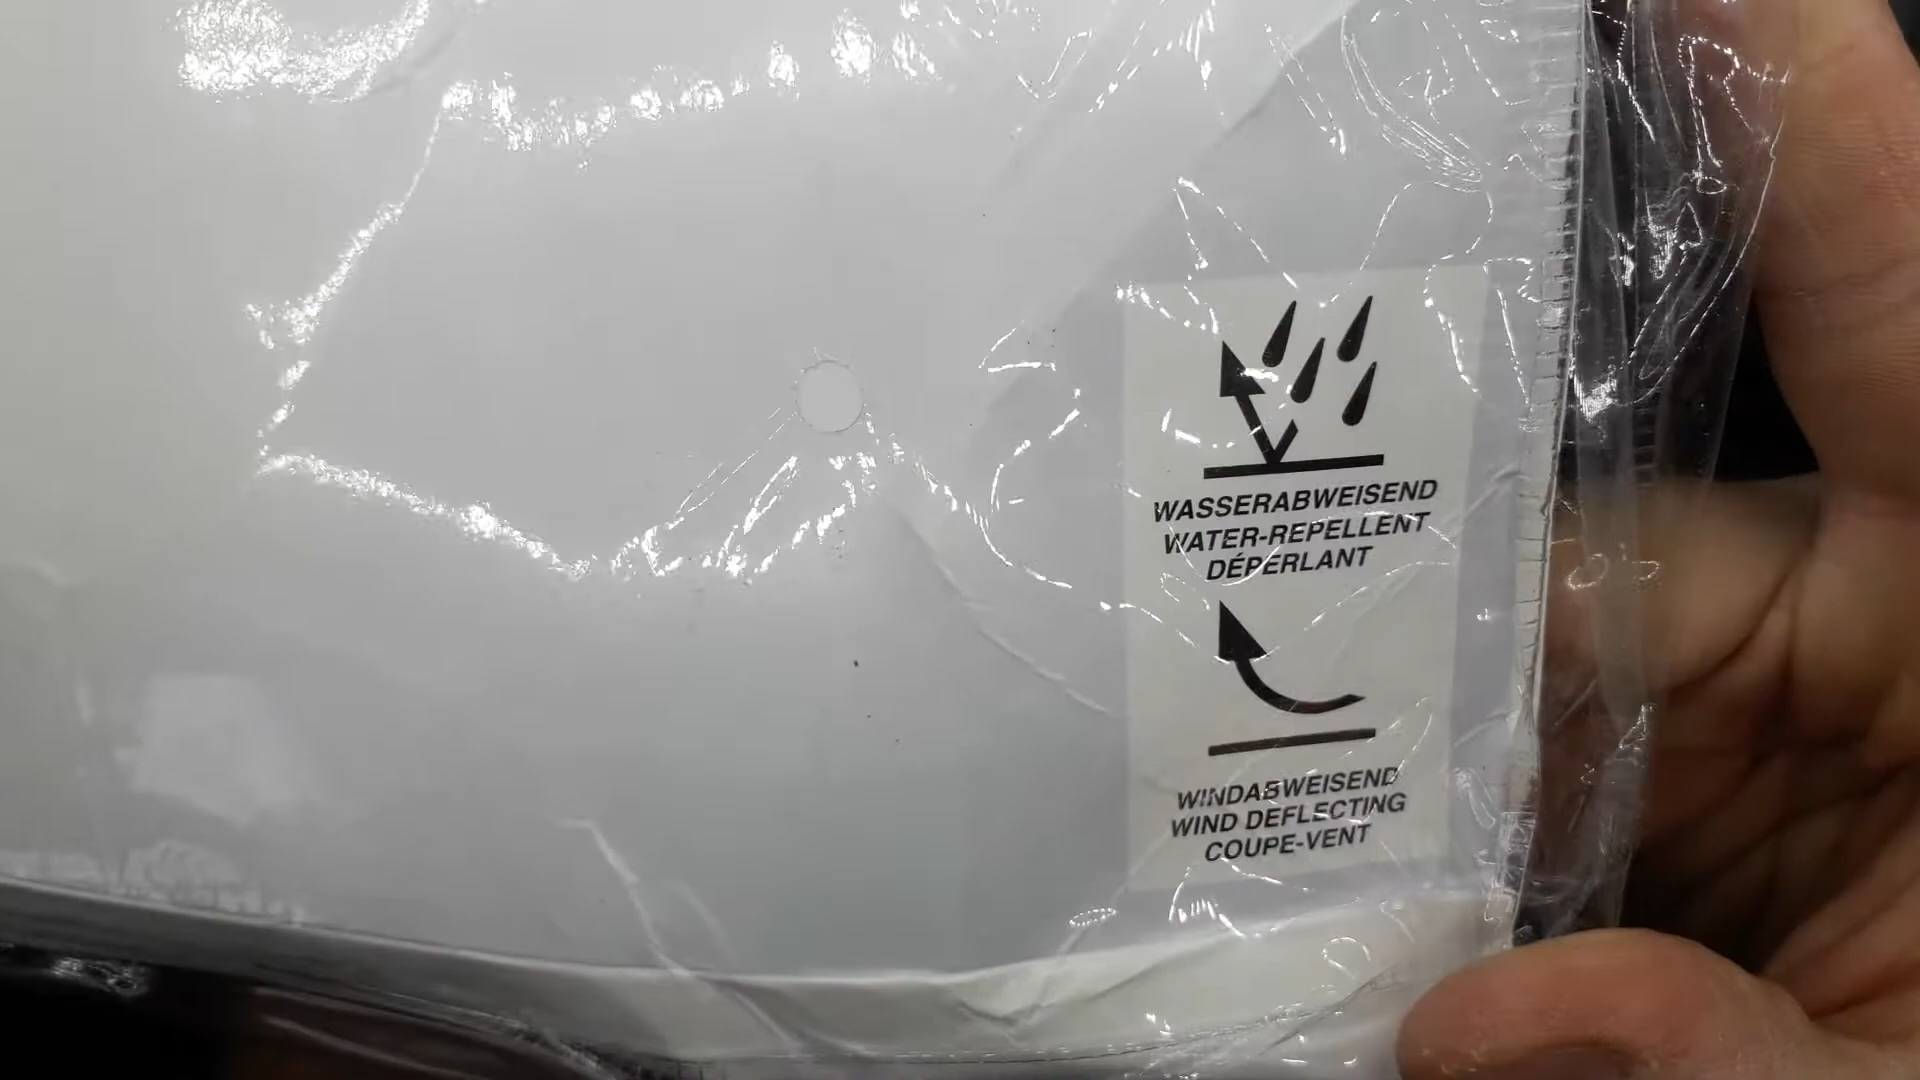 WASSERABWEISEND
WATER-REPELLENT
DÉPERLANT
WINDABWEISEND
WIND DEFLECTING
COUPE-VENT